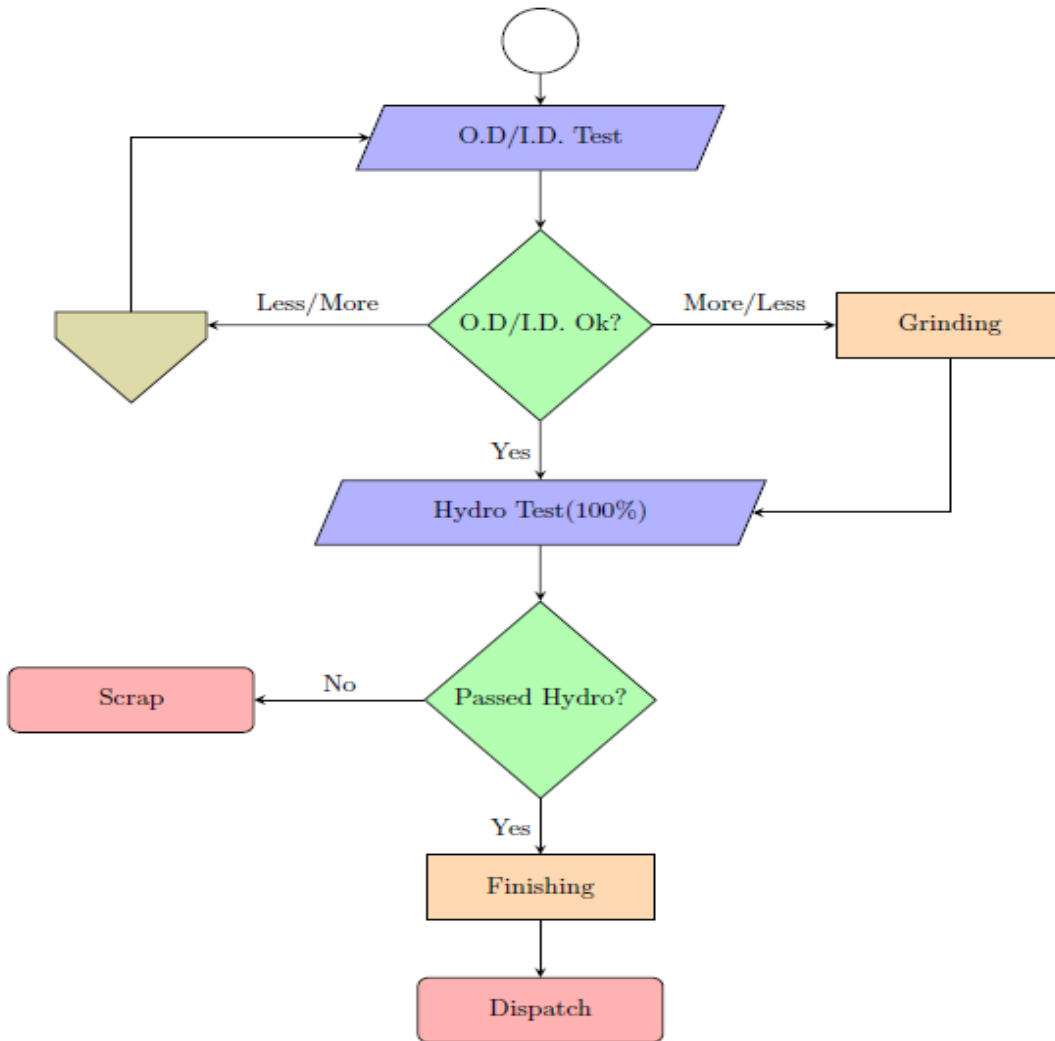 O.D/I.D. Test
Less/More
O.D/I.D. Ok?
More/Less
Grinding
Yes
Hydro Test(100%)
Scrap
No
Passed Hydro?
Yes
Finishing
Dispatch